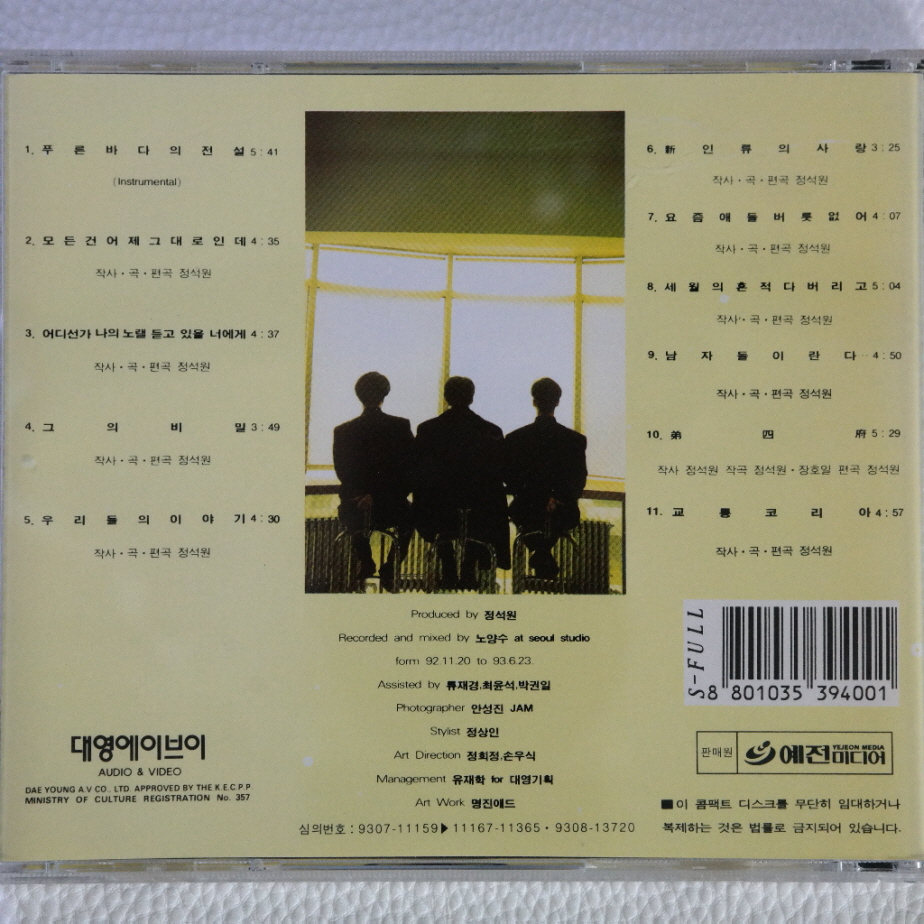 1. 푸른바다의전설 5:41
(Instrumental)
2. 모든건어제그대로인데 4:35
작사·곡·편곡 정석원
3. 어디선가 나의 노랠 듣고 있을 너에게 4:37
작사·곡·편곡 정석원
4. 그의비밀 3:49
작사·곡·편곡 정석원
5. 우리들의이야기 4:30
작사·곡·편곡 정석원
6. 新인류의사랑 3:25
작사·곡·편곡 정석원
7. 요즘애들버릇없어 4:07
작사·곡·편곡 정석원
8. 세월의흔적다버리고 5:04
작사·곡·편곡 정석원
9. 남자들이란다 4:50
작사·곡·편곡 정석원
10. 弟四府 5:29
작사 정석원 작곡 정석원·장호일 편곡 정석원
11. 교통코리아 4:57
작사·곡·편곡 정석원
Produced by 정석원
Recorded and mixed by 노양수 at seoul studio
form 92.11.20 to 93.6.23.
Assisted by 류재경,최윤석,박권일
Photographer 안성진 JAM
Stylist 정상인
Art Direction 정희정,손우식
Management 유재학 for 대영기획
Art Work 명진애드
심의번호 : 9307-11159▶11167-11365·9308-13720
대영에이브이
AUDIO & VIDEO
DAE YOUNG A.V CO., LTD APPROVED BY THE K.E.C.P.P
MINISTRY OF CULTURE REGISTRATION No. 357
S-FULL
8 801035 394001
판매원 예전미디어 YEJEON MEDIA
■이 콤팩트 디스크를 무단히 임대하거나
복제하는 것은 법률로 금지되어 있습니다.